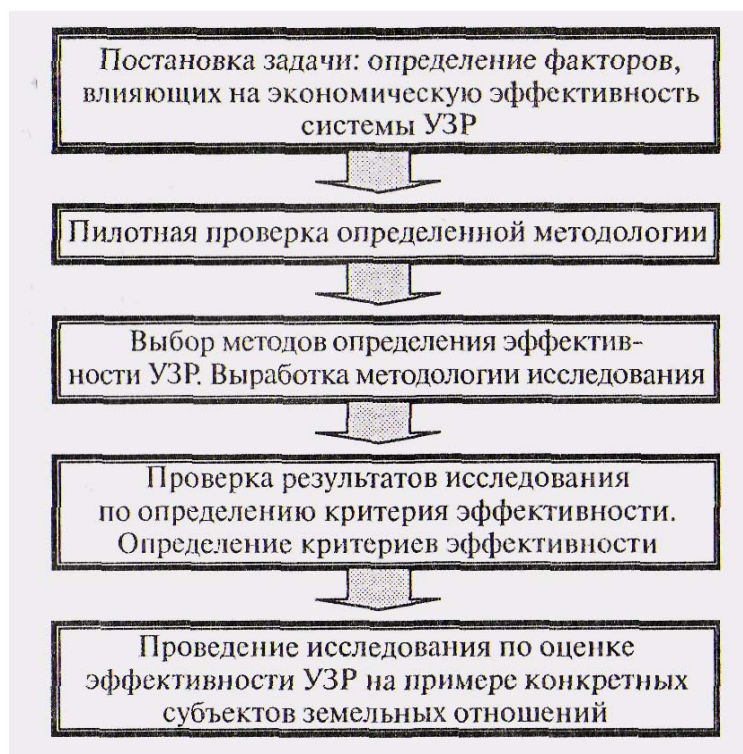 Постановка задачи: определение факторов,
влияющих на экономическую эффективность
системы УЗР
Пилотная проверка определенной методологии
Выбор методов определения эффектив-
ности УЗР. Выработка методологии исследования
Проверка результатов исследования
по определению критерия эффективности.
Определение критериев эффективности
Проведение исследования по оценке
эффективности УЗР на примере конкретных
субъектов земельных отношений